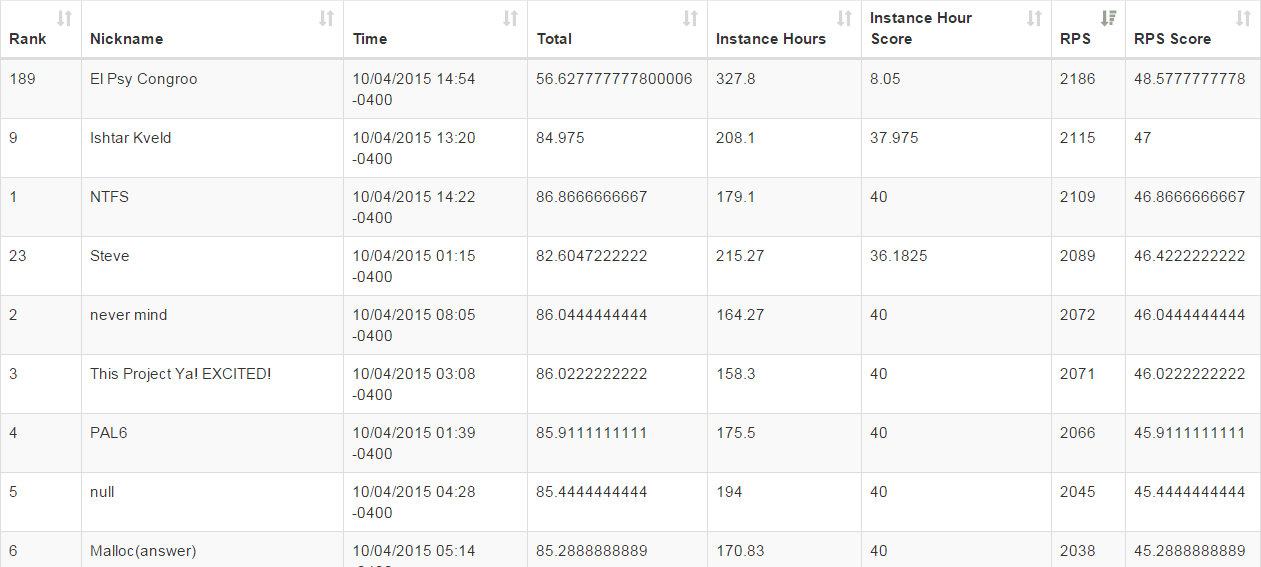 Rank Nickname Time Total Instance Hours Instance Hour Score RPS RPS Score
189 El Psy Congroo 10/04/2015 14:54 -0400 56.627777777800006 327.8 8.05 2186 48.5777777778
9 Ishtar Kveld 10/04/2015 13:20 -0400 84.975 208.1 37.975 2115 47
1 NTFS 10/04/2015 14:22 -0400 86.8666666667 179.1 40 2109 46.8666666667
23 Steve 10/04/2015 01:15 -0400 82.6047222222 215.27 36.1825 2089 46.4222222222
2 never mind 10/04/2015 08:05 -0400 86.0444444444 164.27 40 2072 46.0444444444
3 This Project Ya! EXCITED! 10/04/2015 03:08 -0400 86.0222222222 158.3 40 2071 46.0222222222
4 PAL6 10/04/2015 01:39 -0400 85.9111111111 175.5 40 2066 45.9111111111
5 null 10/04/2015 04:28 -0400 85.4444444444 194 40 2045 45.4444444444
6 Malloc(answer) 10/04/2015 05:14 85.2888888889 170.83 40 2038 45.2888888889